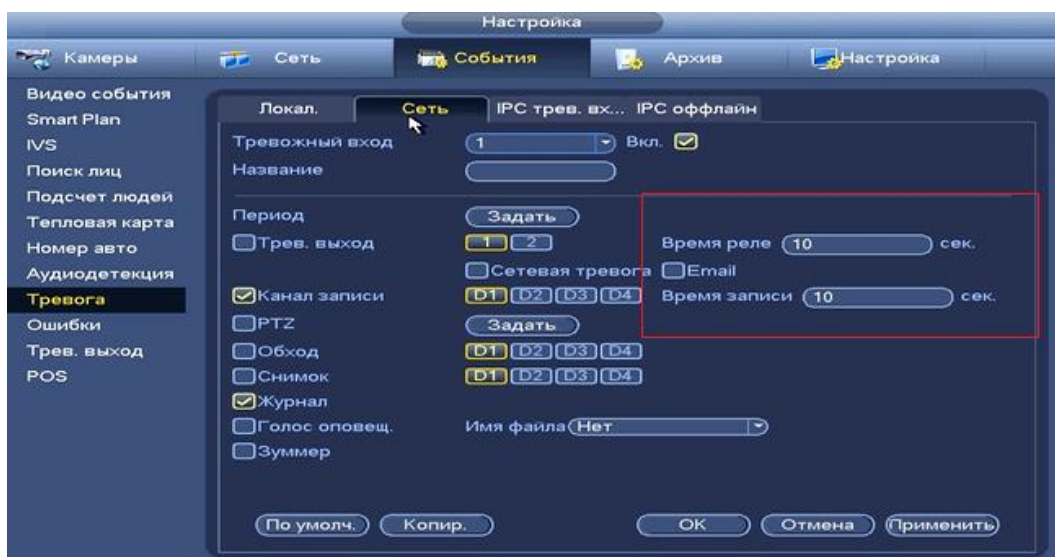 Настройка
Камеры Сеть События Архив Настройка
Видео события
Smart Plan
IVS
Поиск лиц
Подсчет людей
Тепловая карта
Номер авто
Аудиодетекция
Тревога
Ошибки
Трев. выход
POS
Локал. Сеть IPC трев. вх... IPC оффлайн
Тревожный вход 1 Вкл.
Название
Период Задать
Трев. выход 1 2 Время реле 10 сек.
Сетевая тревога Email
Канал записи D1 D2 D3 D4 Время записи 10 сек.
PTZ Задать
Обход D1 D2 D3 D4
Снимок D1 D2 D3 D4
Журнал
Голос оповещ. Имя файла Нет
Зуммер
По умолч. Копир. OK Отмена Применить